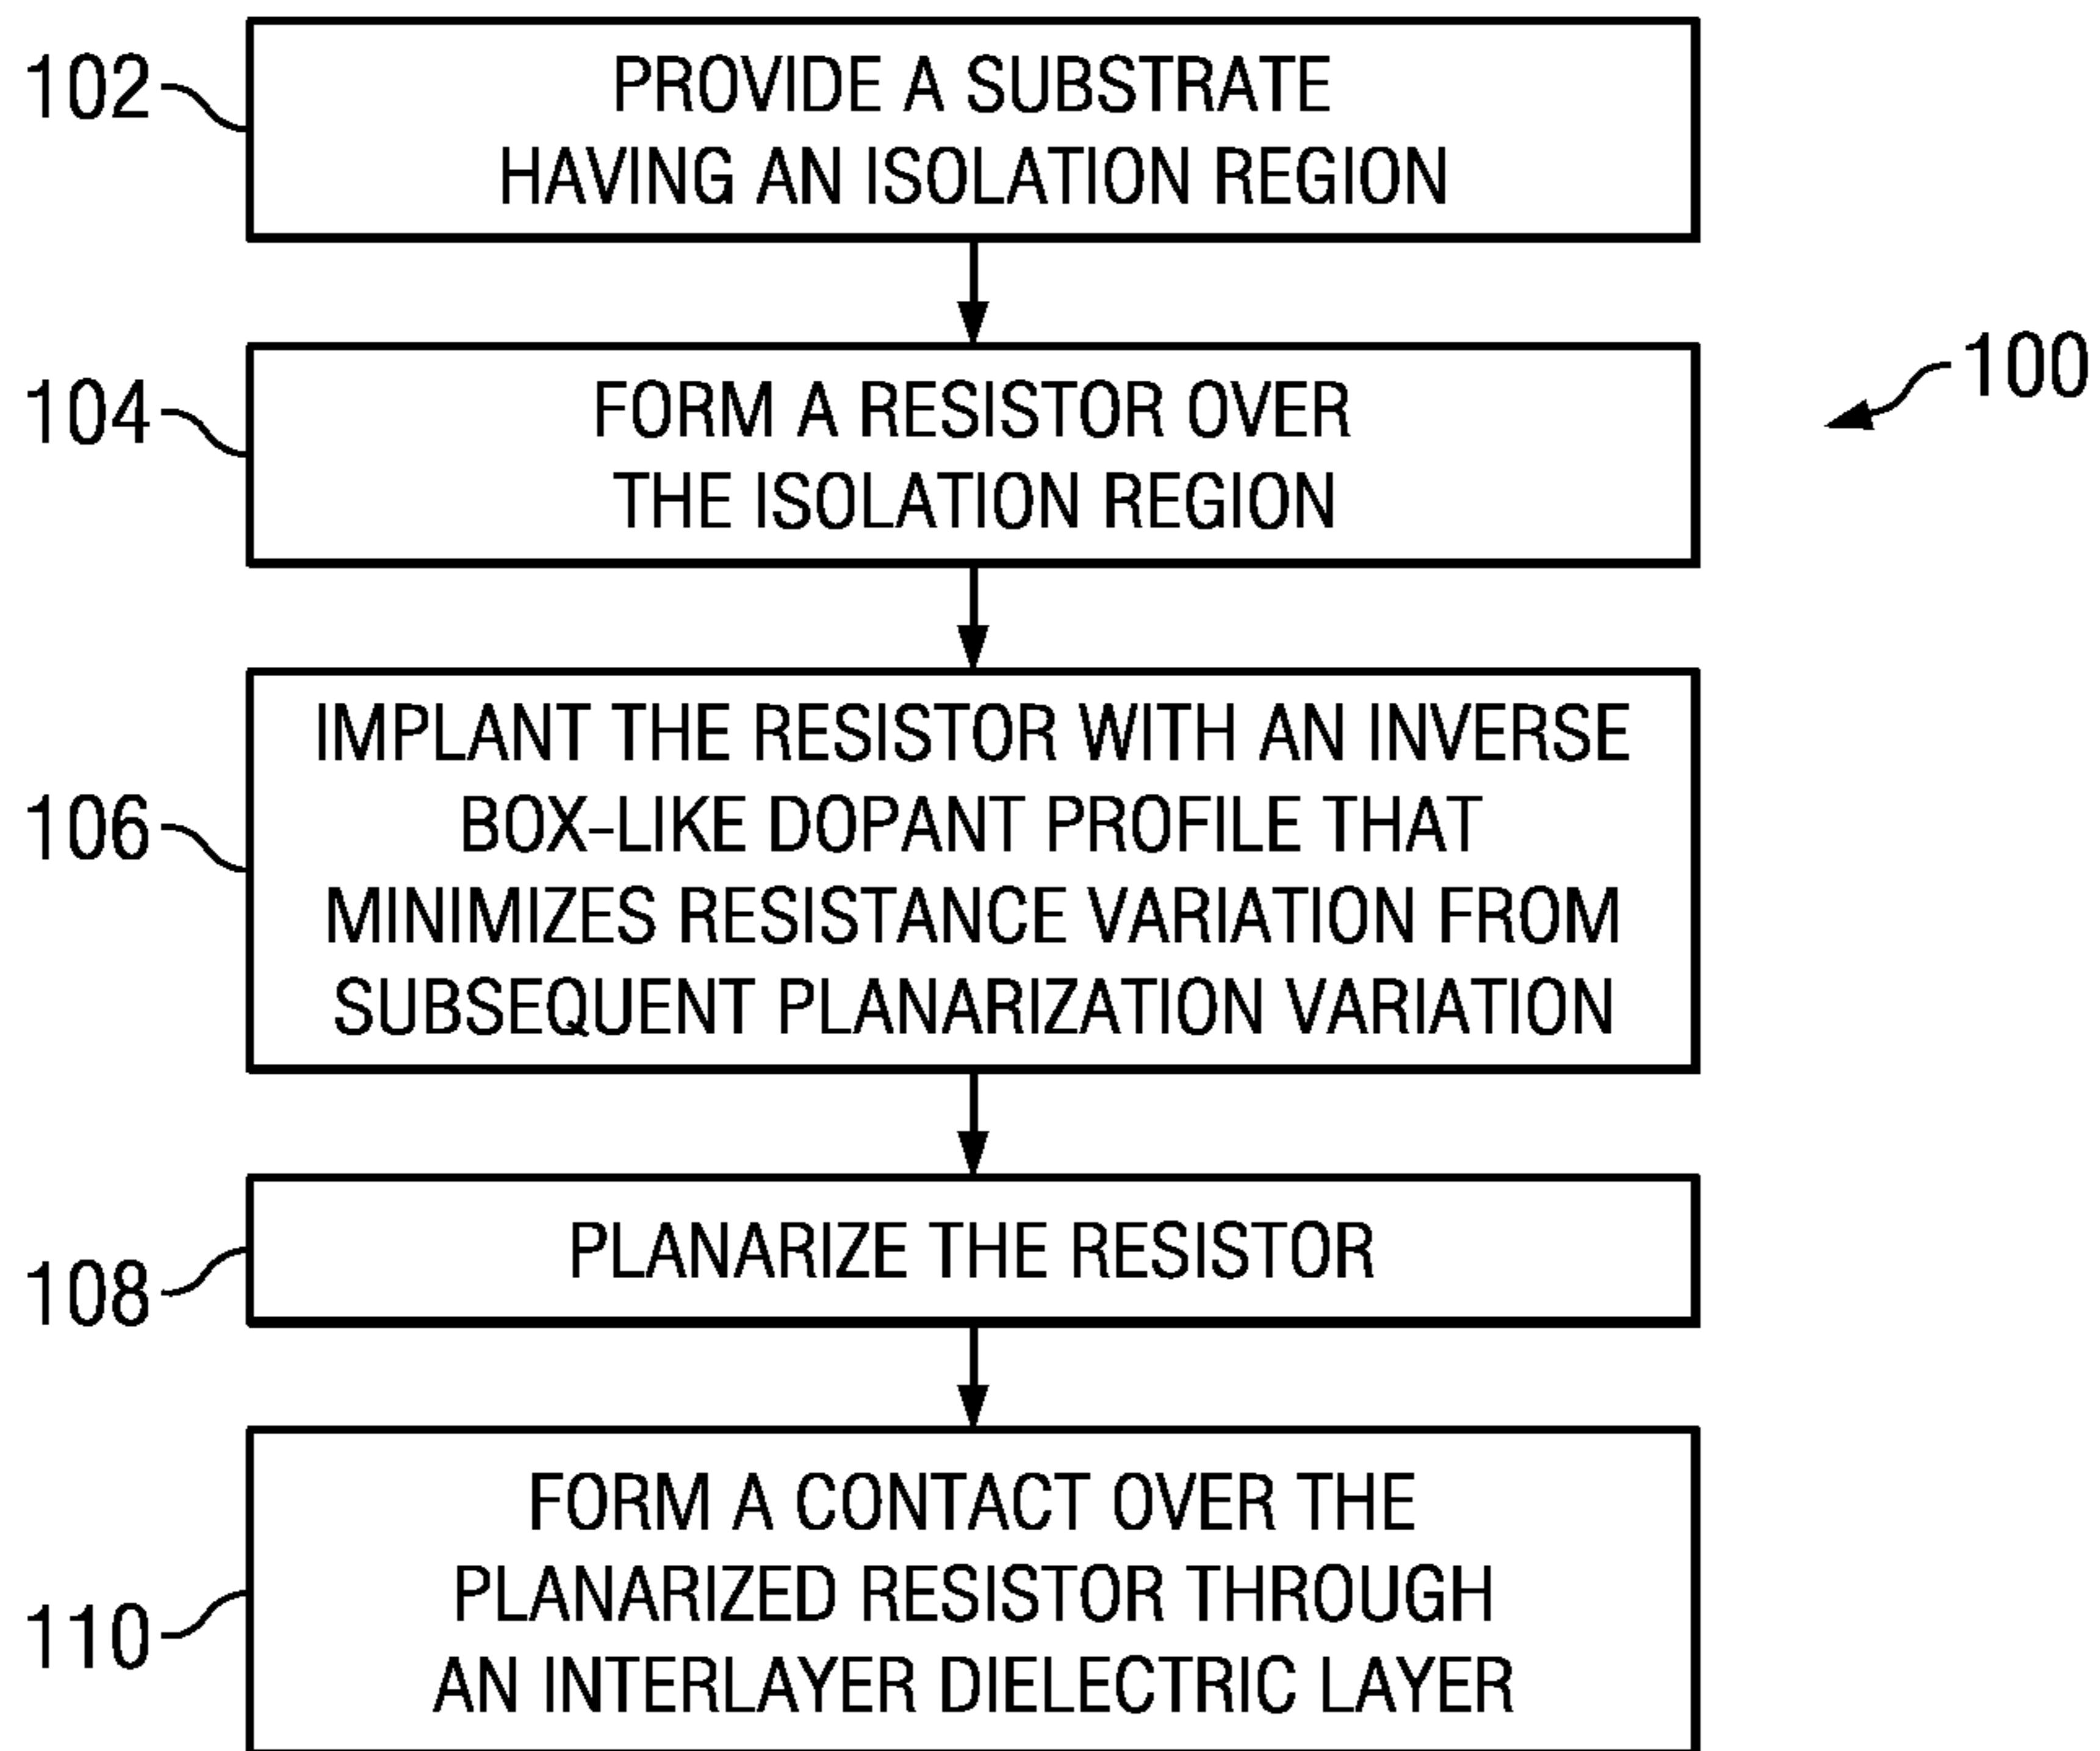 102
PROVIDE A SUBSTRATE
HAVING AN ISOLATION REGION
104
FORM A RESISTOR OVER
THE ISOLATION REGION
100
106
IMPLANT THE RESISTOR WITH AN INVERSE
BOX-LIKE DOPANT PROFILE THAT
MINIMIZES RESISTANCE VARIATION FROM
SUBSEQUENT PLANARIZATION VARIATION
108
PLANARIZE THE RESISTOR
110
FORM A CONTACT OVER THE
PLANARIZED RESISTOR THROUGH
AN INTERLAYER DIELECTRIC LAYER